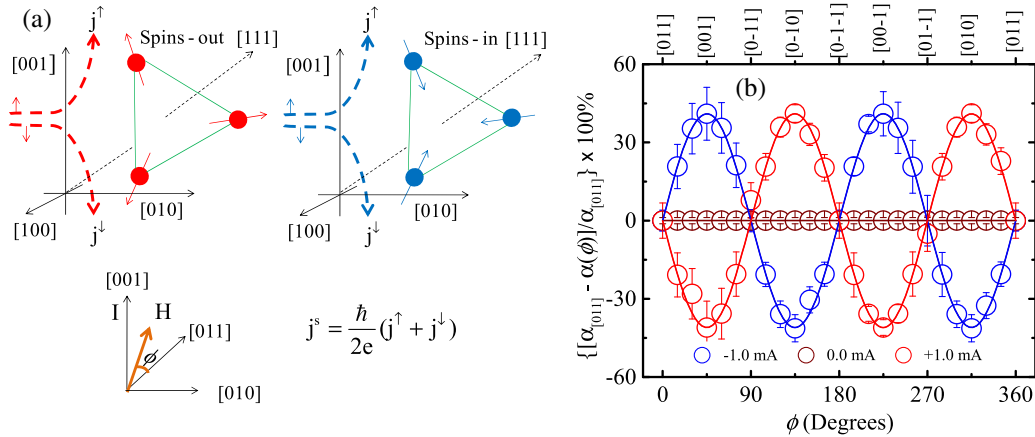 (a)
j↑
Spins - out [111]
[001]
[010]
[100]
j↓
j↑
Spins - in [111]
[001]
[010]
[100]
j↓
[001]
I H
[011]
ϕ
[010]
j^s = ℏ/2e (j↑ + j↓)
[011] [001] [0-11] [0-10] [0-1-1] [00-1] [01-1] [010] [011]
(b)
{[α[011] - α(ϕ)]/α[011]} x 100%
60
30
0
-30
-60
-1.0 mA 0.0 mA +1.0 mA
0 90 180 270 360
ϕ (Degrees)